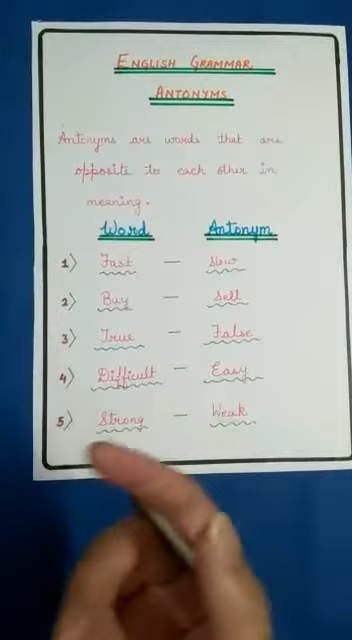 ENGLISH GRAMMAR
ANTONYMS
Antonyms are words that are
opposite to each other in
meaning.
Word Antonym
1) Fast — Slow
2) Buy — Sell
3) True — False
4) Difficult — Easy
5) Strong — Weak